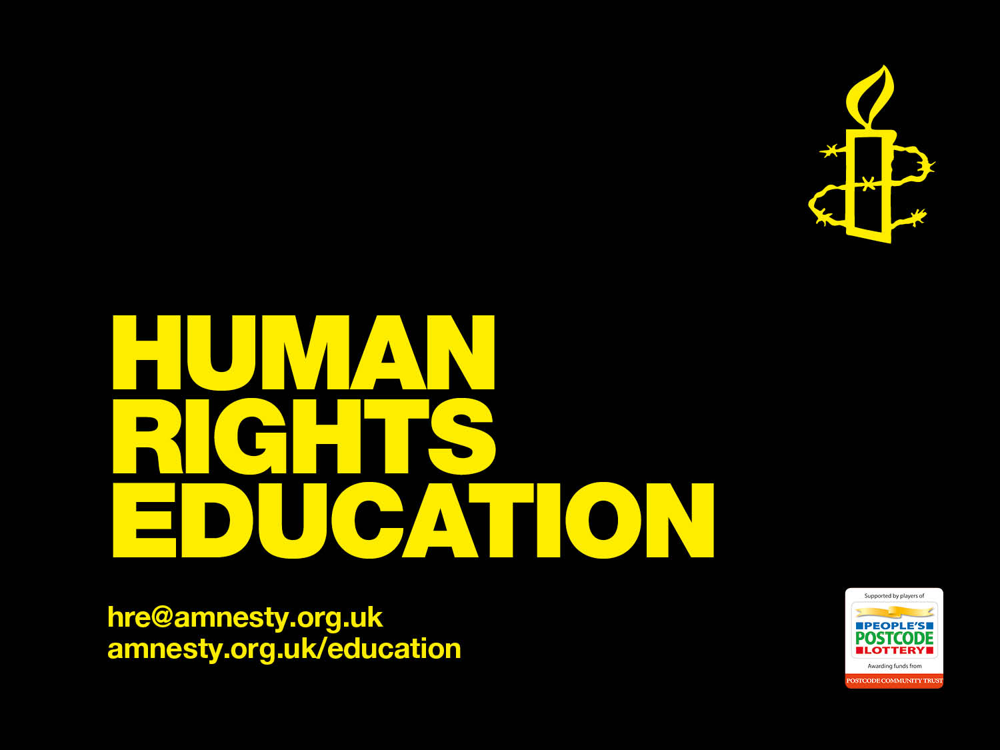 HUMAN
RIGHTS
EDUCATION
hre@amnesty.org.uk
amnesty.org.uk/education
Supported by players of
PEOPLE'S
POSTCODE
LOTTERY
Awarding funds from
POSTCODE COMMUNITY TRUST